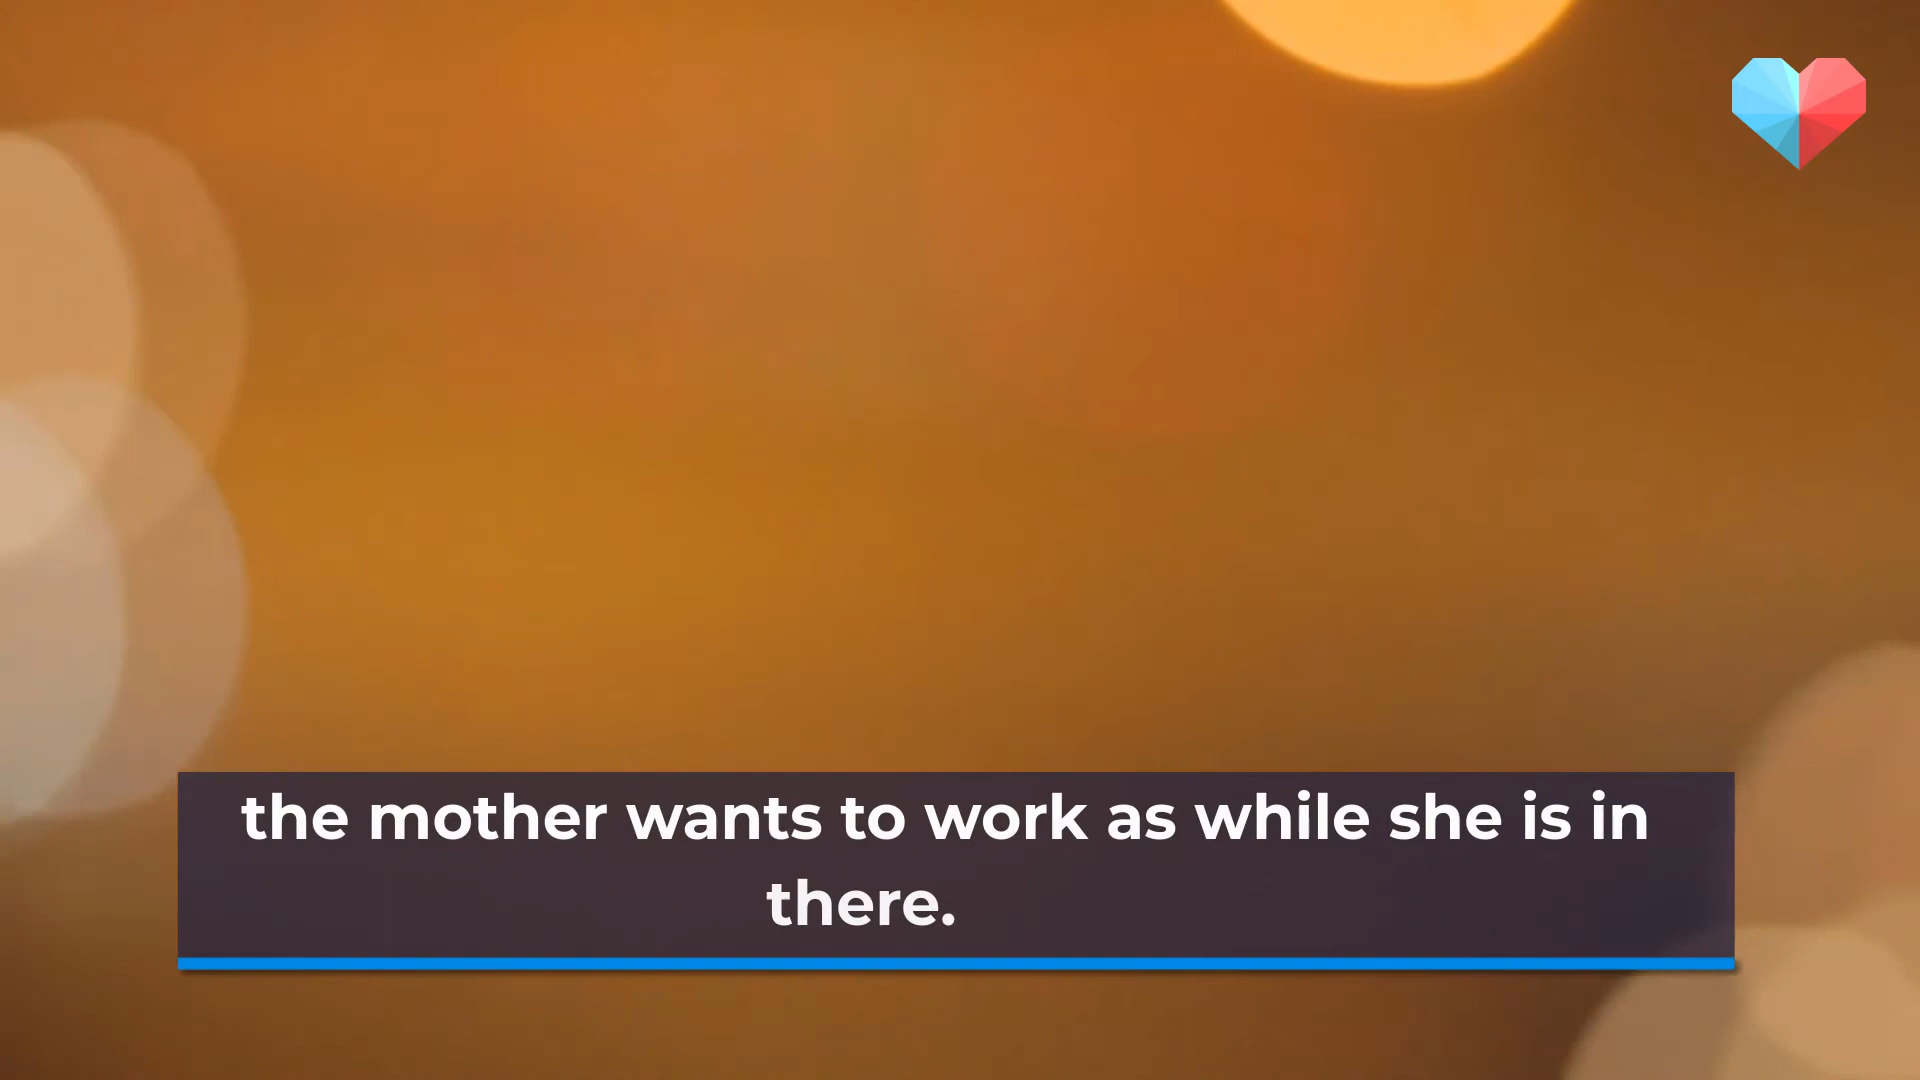 the mother wants to work as while she is in
there.